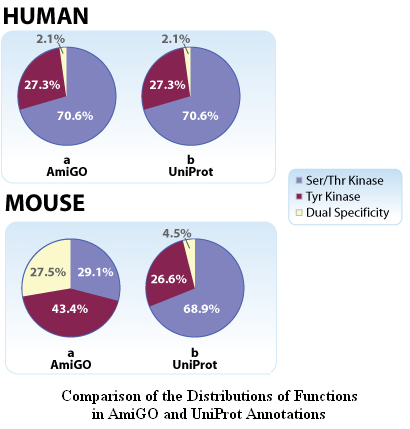 HUMAN
2.1%
27.3%
70.6%
a
AmiGO
2.1%
27.3%
70.6%
b
UniProt
Ser/Thr Kinase
Tyr Kinase
Dual Specificity
MOUSE
27.5%
29.1%
43.4%
a
AmiGO
4.5%
26.6%
68.9%
b
UniProt
Comparison of the Distributions of Functions
in AmiGO and UniProt Annotations